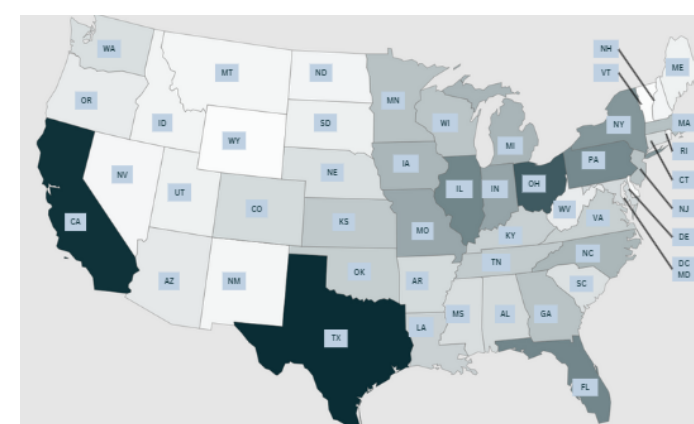 WA
NH
VT
ME
MT
ND
OR
MN
ID
SD
WI
NY
MA
WY
MI
RI
IA
PA
NE
NV
IL
IN
OH
CT
UT
CO
NJ
WV
CA
KS
MO
VA
KY
DE
NC
DC
MD
TN
OK
AZ
NM
AR
SC
MS
AL
GA
LA
TX
FL